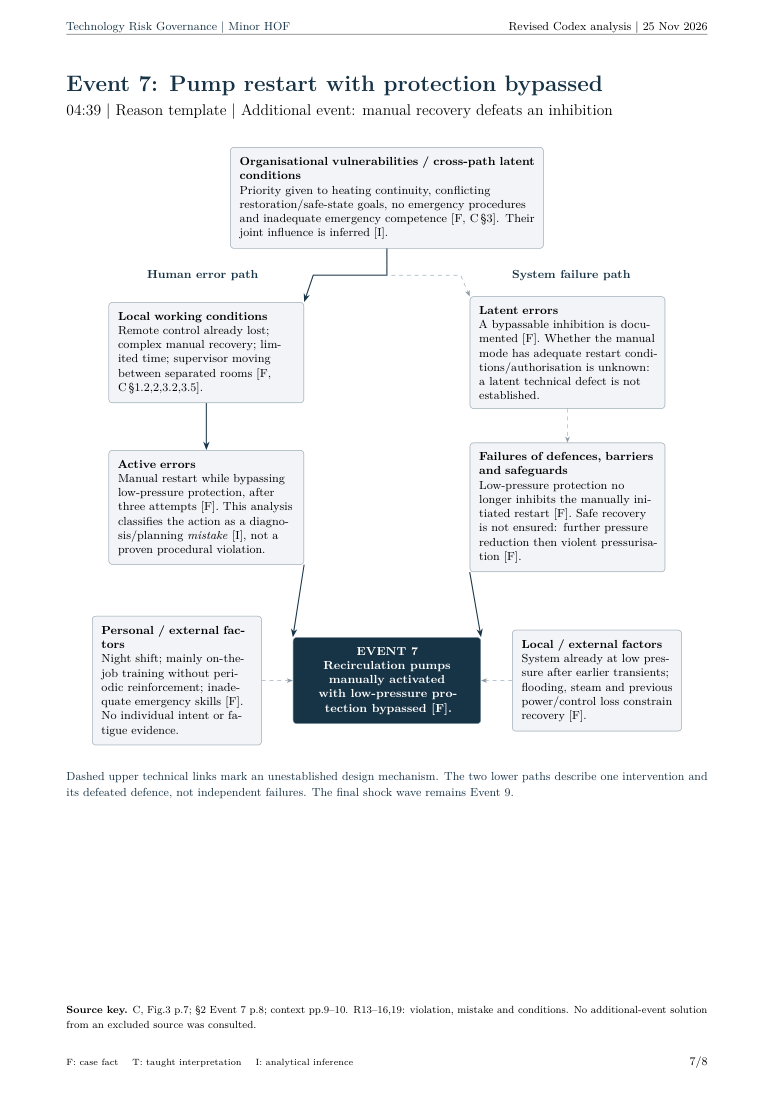 Technology Risk Governance | Minor HOF
Revised Codex analysis | 25 Nov 2026
Event 7: Pump restart with protection bypassed
04:39 | Reason template | Additional event: manual recovery defeats an inhibition
Organisational vulnerabilities / cross-path latent
conditions
Priority given to heating continuity, conflicting
restoration/safe-state goals, no emergency procedures
and inadequate emergency competence [F, C §3]. Their
joint influence is inferred [I].
Human error path
System failure path
Local working conditions
Remote control already lost;
complex manual recovery; lim-
ited time; supervisor moving
between separated rooms [F,
C §1.2,2,3.2,3.5].
Latent errors
A bypassable inhibition is docu-
mented [F]. Whether the manual
mode has adequate restart condi-
tions/authorisation is unknown:
a latent technical defect is not
established.
Active errors
Manual restart while bypassing
low-pressure protection, after
three attempts [F]. This analysis
classifies the action as a diagno-
sis/planning mistake [I], not a
proven procedural violation.
Failures of defences, barriers
and safeguards
Low-pressure protection no
longer inhibits the manually ini-
tiated restart [F]. Safe recovery
is not ensured: further pressure
reduction then violent pressurisa-
tion [F].
Personal / external fac-
tors
Night shift; mainly on-the-
job training without peri-
odic reinforcement; inade-
quate emergency skills [F].
No individual intent or fa-
tigue evidence.
EVENT 7
Recirculation pumps
manually activated
with low-pressure pro-
tection bypassed [F].
Local / external factors
System already at low pres-
sure after earlier transients;
flooding, steam and previous
power/control loss constrain
recovery [F].
Dashed upper technical links mark an unestablished design mechanism. The two lower paths describe one intervention and
its defeated defence, not independent failures. The final shock wave remains Event 9.
Source key. C, Fig.3 p.7; §2 Event 7 p.8; context pp.9–10. R13–16,19: violation, mistake and conditions. No additional-event solution
from an excluded source was consulted.
F: case fact T: taught interpretation I: analytical inference
7/8